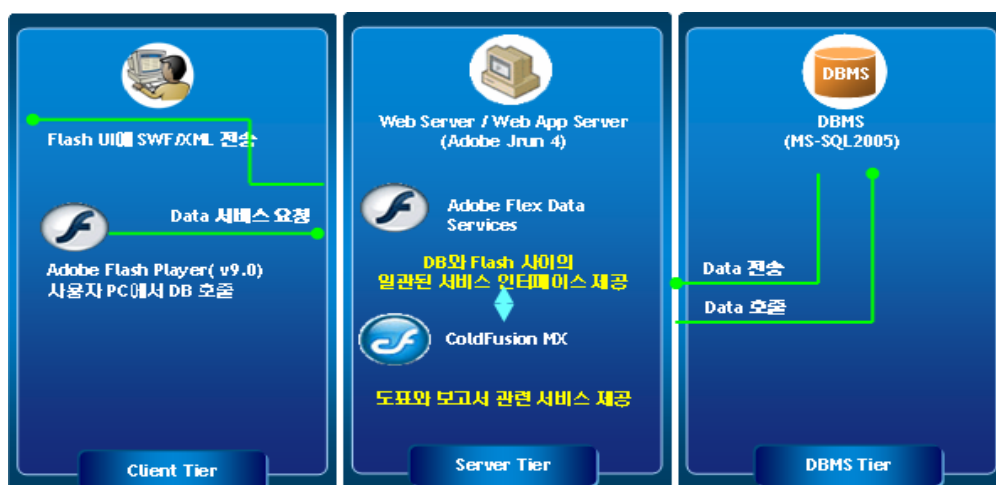 Flash UI에 SWF/XML 전송
Data 서비스 요청
Adobe Flash Player( v9.0)
사용자 PC에서 DB 호출
Client Tier
Web Server / Web App Server
(Adobe Jrun 4)
Adobe Flex Data
Services
DB와 Flash 사이의
일관된 서비스 인터페이스 제공
ColdFusion MX
도표와 보고서 관련 서비스 제공
Server Tier
DBMS
DBMS
(MS-SQL2005)
Data 전송
Data 호출
DBMS Tier